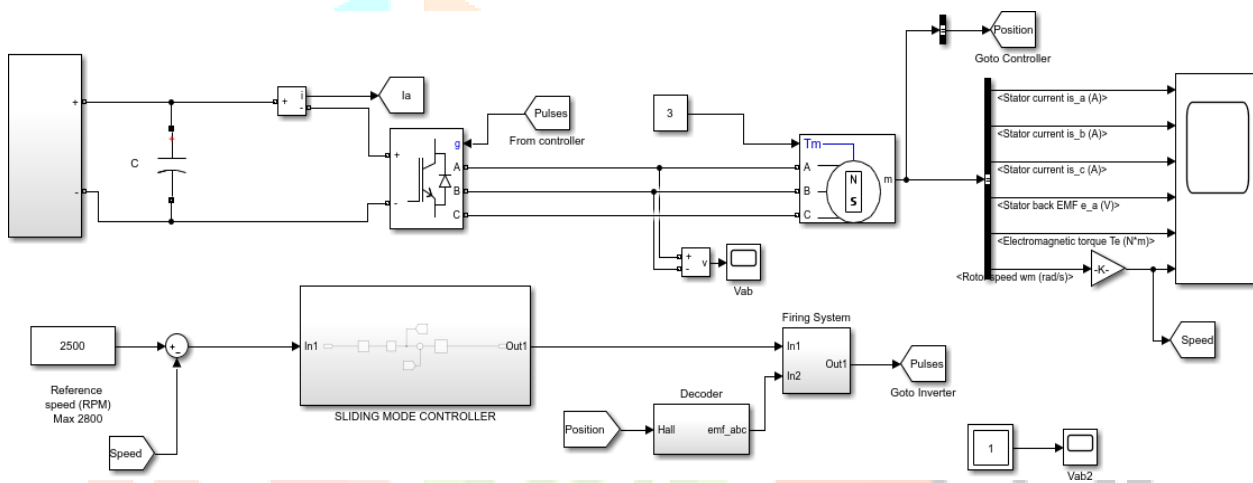 Position
Goto Controller
+
-
C
+
-
i
Ia
Pulses
From controller
3
g
+
-
A
B
C
Tm
A
B
C
N
S
m
<Stator current is_a (A)>
<Stator current is_b (A)>
<Stator current is_c (A)>
<Stator back EMF e_a (V)>
<Electromagnetic torque Te (N*m)>
<Rotor speed wm (rad/s)>
-K-
+
-
v
Vab
Speed
2500
Reference
speed (RPM)
Max 2800
+
-
Speed
In1
Out1
SLIDING MODE CONTROLLER
Firing System
In1
In2
Out1
Pulses
Goto Inverter
Position
Decoder
Hall
emf_abc
1
Vab2